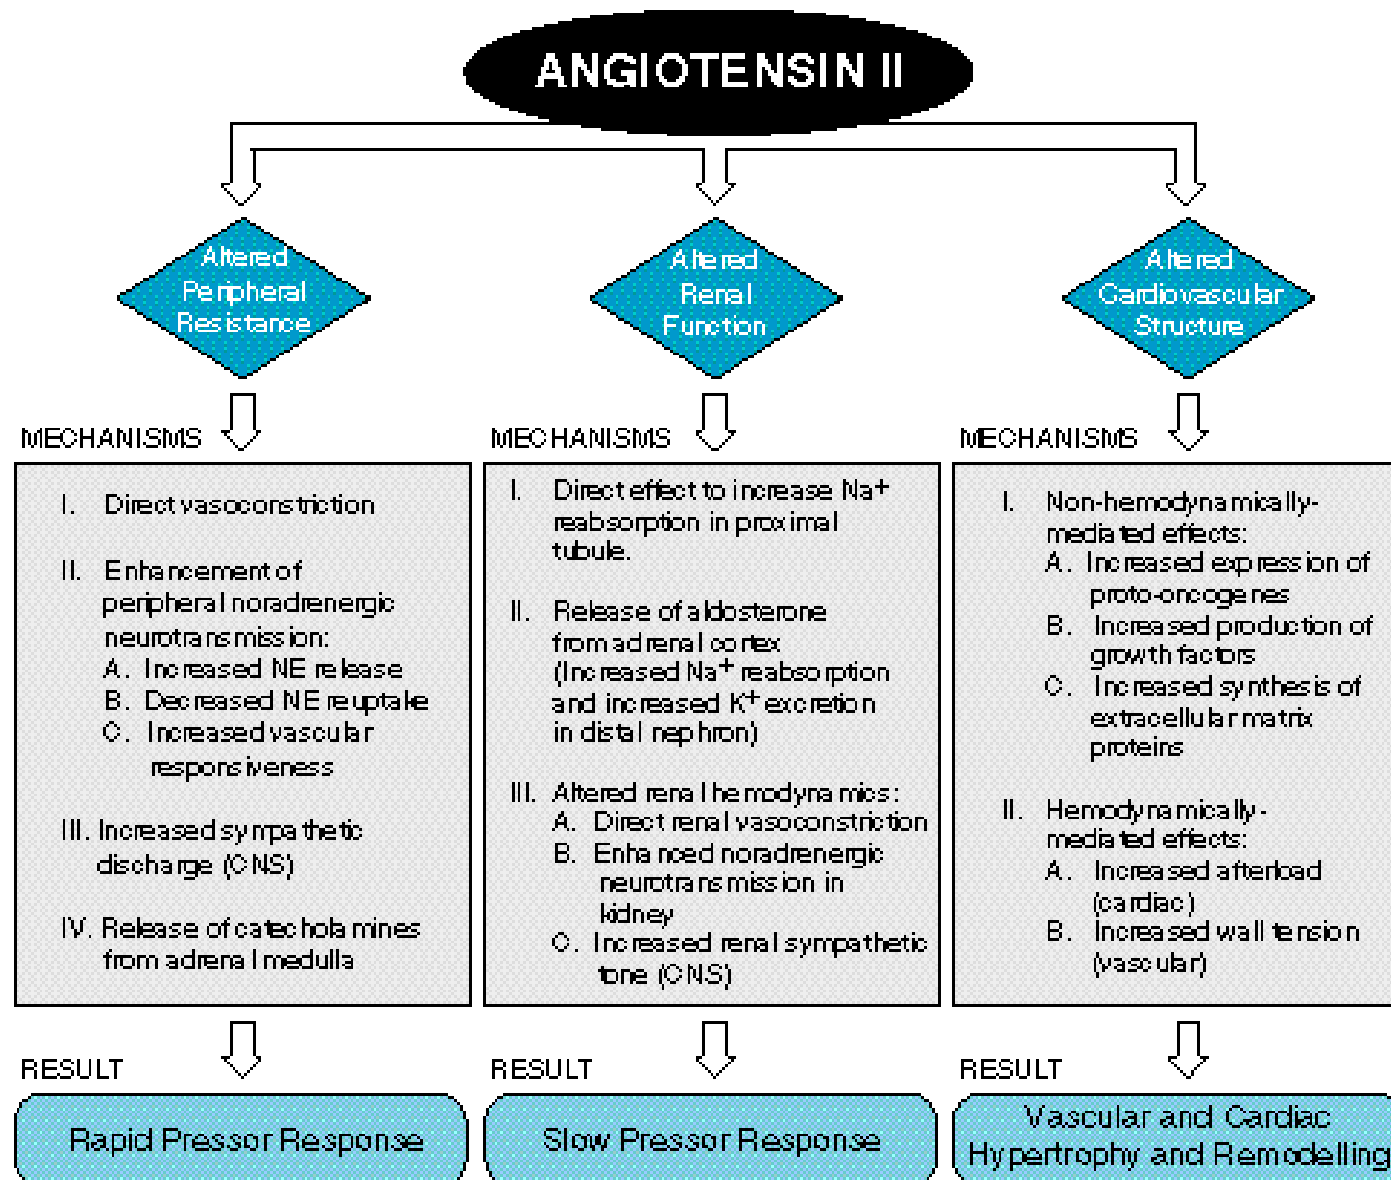 ANGIOTENSIN II
Altered
Peripheral
Resistance
Altered
Renal
Function
Altered
Cardiovascular
Structure
MECHANISMS
I. Direct vasoconstriction
II. Enhancement of
peripheral noradrenergic
neurotransmission:
A. Increased NE release
B. Decreased NE reuptake
C. Increased vascular
responsiveness
III. Increased sympathetic
discharge (CNS)
IV. Release of catecholamines
from adrenal medulla
RESULT
Rapid Pressor Response
MECHANISMS
I. Direct effect to increase Na+
reabsorption in proximal
tubule.
II. Release of aldosterone
from adrenal cortex
(Increased Na+ reabsorption
and increased K+ excretion
in distal nephron)
III. Altered renal hemodynamics:
A. Direct renal vasoconstriction
B. Enhanced noradrenergic
neurotransmission in
kidney
C. Increased renal sympathetic
tone (CNS)
RESULT
Slow Pressor Response
MECHANISMS
I. Non-hemodynamically-
mediated effects:
A. Increased expression of
proto-oncogenes
B. Increased production of
growth factors
C. Increased synthesis of
extracellular matrix
proteins
II. Hemodynamically-
mediated effects:
A. Increased afterload
(cardiac)
B. Increased wall tension
(vascular)
RESULT
Vascular and Cardiac
Hypertrophy and Remodelling